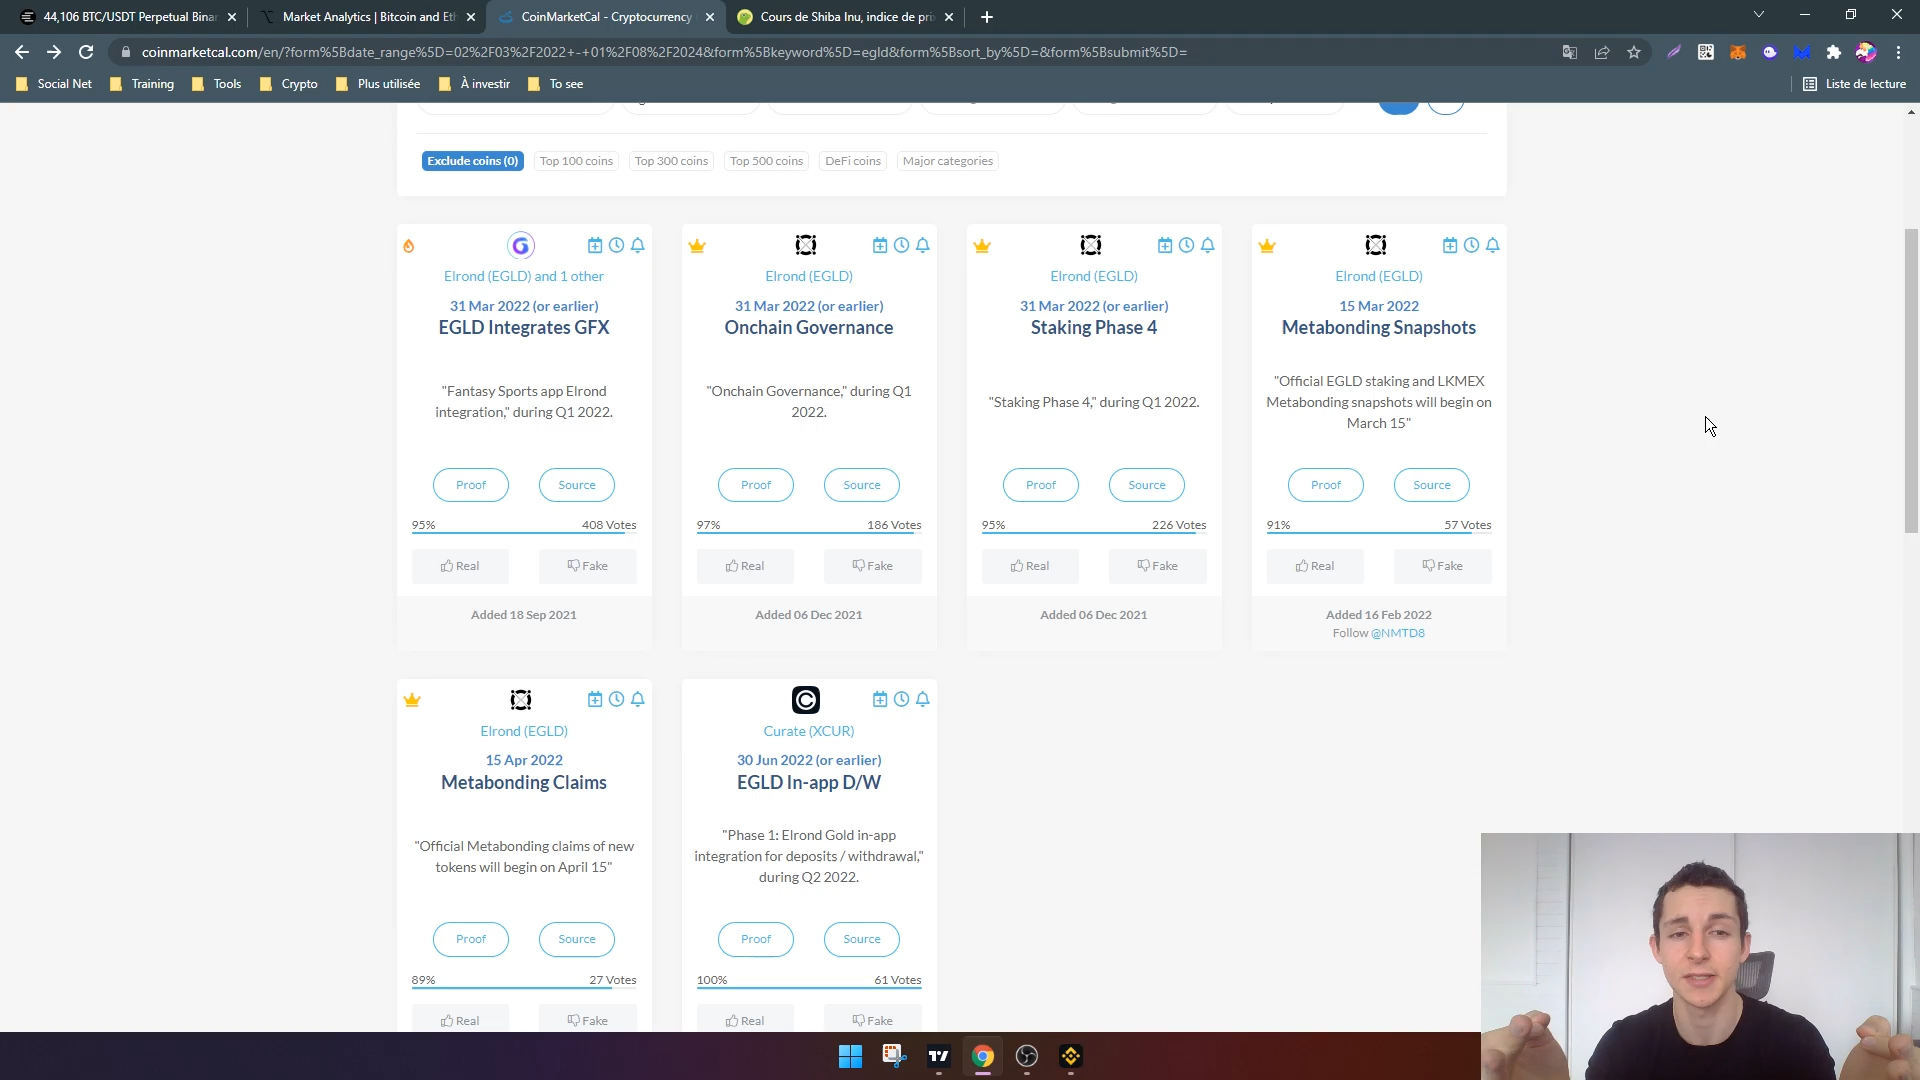 44,106 BTC/USDT Perpetual Bina
Market Analytics | Bitcoin and Et
CoinMarketCal - Cryptocurrency
Cours de Shiba Inu, indice de pri
coinmarketcal.com/en/?form%5Bdate_range%5D=02%2F03%2F2022+-+01%2F08%2F2024&form%5Bkeyword%5D=egld&form%5Bsort_by%5D=&form%5Bsubmit%5D=
Social Net
Training
Tools
Crypto
Plus utilisée
À investir
To see
Liste de lecture
Exclude coins (0)
Top 100 coins
Top 300 coins
Top 500 coins
DeFi coins
Major categories
Elrond (EGLD) and 1 other
31 Mar 2022 (or earlier)
EGLD Integrates GFX
"Fantasy Sports app Elrond
integration," during Q1 2022.
Proof
Source
95%
408 Votes
Real
Fake
Added 18 Sep 2021
Elrond (EGLD)
31 Mar 2022 (or earlier)
Onchain Governance
"Onchain Governance," during Q1
2022.
Proof
Source
97%
186 Votes
Real
Fake
Added 06 Dec 2021
Elrond (EGLD)
31 Mar 2022 (or earlier)
Staking Phase 4
"Staking Phase 4," during Q1 2022.
Proof
Source
95%
226 Votes
Real
Fake
Added 06 Dec 2021
Elrond (EGLD)
15 Mar 2022
Metabonding Snapshots
"Official EGLD staking and LKMEX
Metabonding snapshots will begin on
March 15"
Proof
Source
91%
57 Votes
Real
Fake
Added 16 Feb 2022
Follow @NMTD8
Elrond (EGLD)
15 Apr 2022
Metabonding Claims
"Official Metabonding claims of new
tokens will begin on April 15"
Proof
Source
89%
27 Votes
Real
Fake
Curate (XCUR)
30 Jun 2022 (or earlier)
EGLD In-app D/W
"Phase 1: Elrond Gold in-app
integration for deposits / withdrawal,"
during Q2 2022.
Proof
Source
100%
61 Votes
Real
Fake